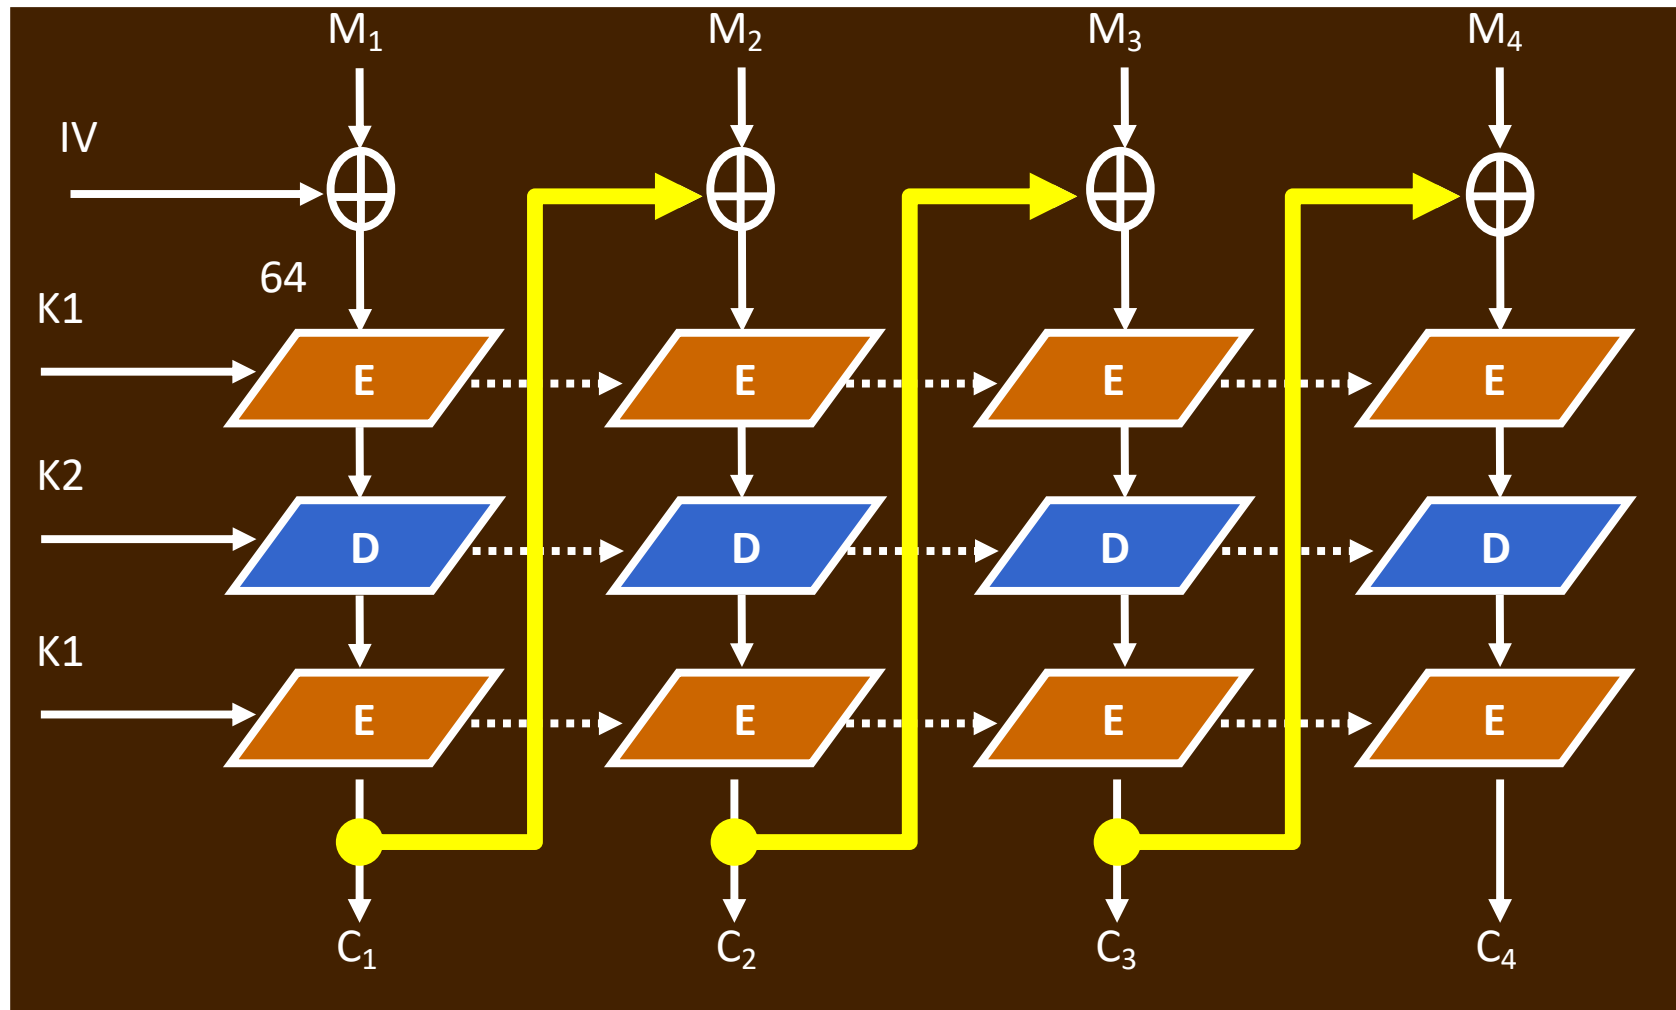 M₁ M₂ M₃ M₄
IV
64
K1
E E E E
K2
D D D D
K1
E E E E
C₁ C₂ C₃ C₄